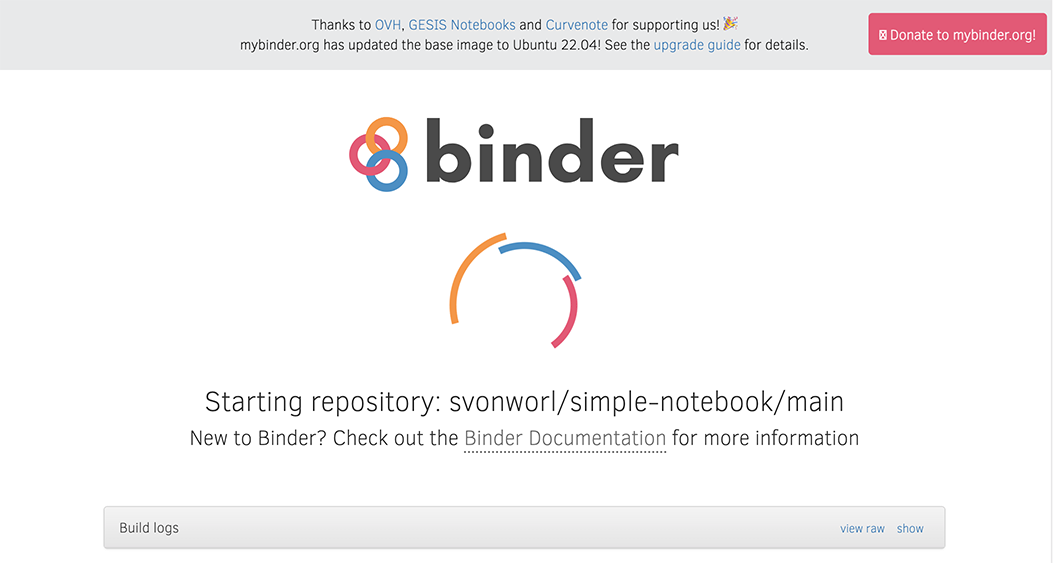 Thanks to OVH, GESIS Notebooks and Curvenote for supporting us! 🎉
mybinder.org has updated the base image to Ubuntu 22.04! See the upgrade guide for details.
Donate to mybinder.org!
binder
Starting repository: svonworl/simple-notebook/main
New to Binder? Check out the Binder Documentation for more information
Build logs
view raw show